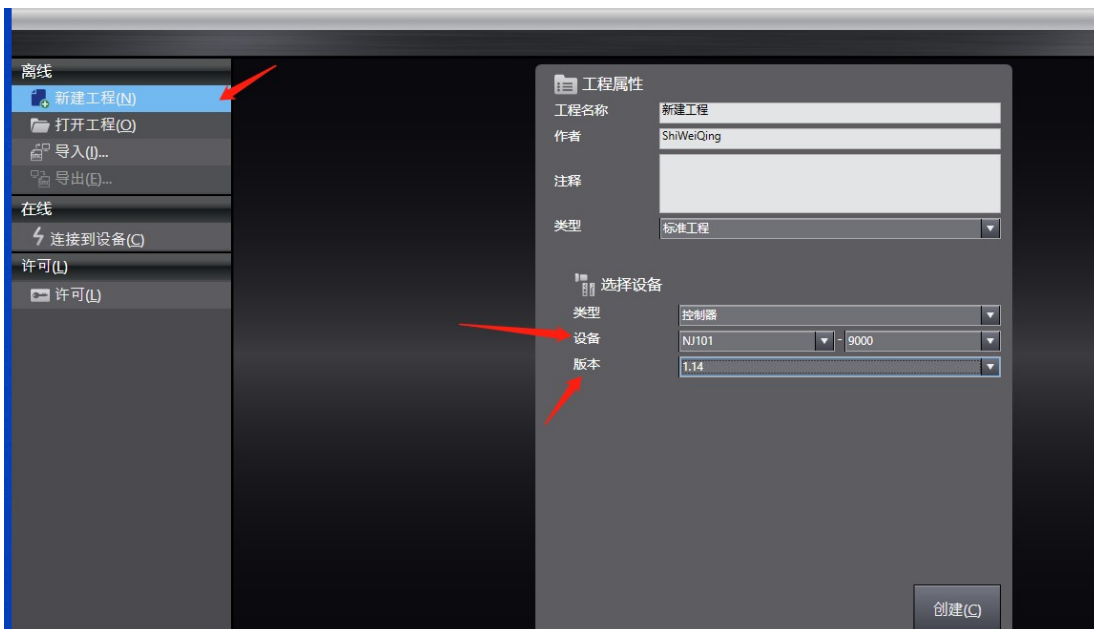 离线
新建工程(N)
打开工程(O)
导入(I)...
导出(E)...
在线
连接到设备(C)
许可(L)
许可(L)
工程属性
工程名称 新建工程
作者 ShiWeiQing
注释
类型 标准工程
选择设备
类型 控制器
设备 NJ101 - 9000
版本 1.14
创建(C)